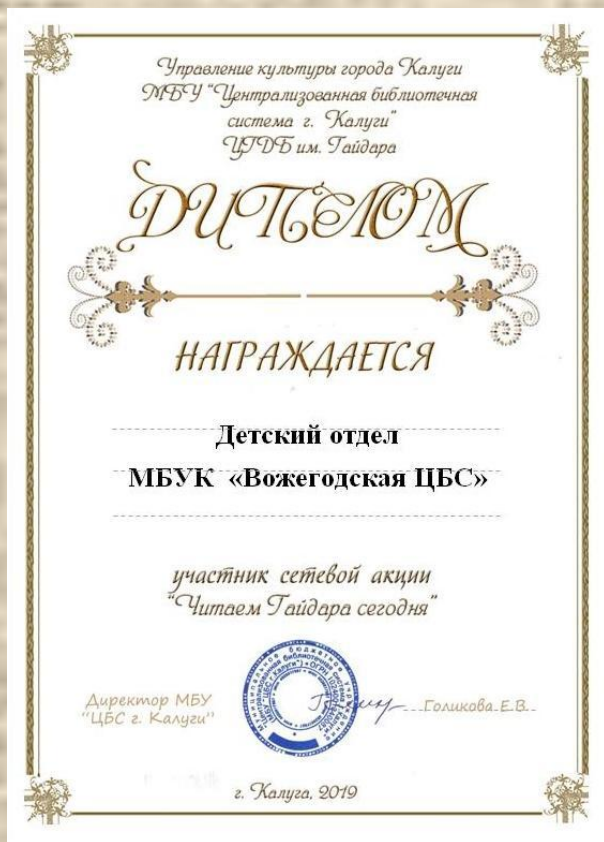 Управление культуры города Калуги
МБУ "Централизованная библиотечная
система г. Калуги"
ЦГДБ им. Гайдара
ДИПЛОМ
НАГРАЖДАЕТСЯ
Детский отдел
МБУК «Вожегодская ЦБС»
участник сетевой акции
"Читаем Гайдара сегодня"
Директор МБУ
"ЦБС г. Калуги"
Голикова Е.В.
г. Калуга, 2019